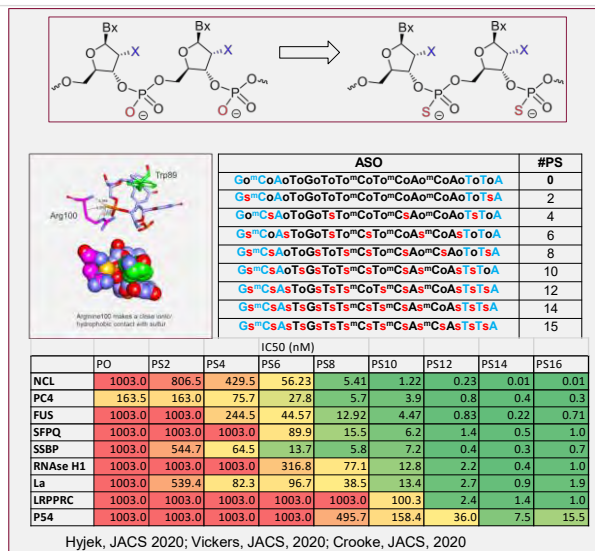 Bx
Bx
Bx
Bx
X
X
X
X
O
O
O
O
P
P
P
P
S
S
Trp89
Arg100
Arginine100 makes a close ionic/
hydrophobic contact with sulfur
ASO #PS
GoᵐCoAoToGoToToᵐCoToᵐCoAoᵐCoAoToToA 0
GsᵐCoAoToGoToToᵐCoToᵐCoAoᵐCoAoToTsA 2
GoᵐCsAoToGoTsToᵐCoToᵐCsAoᵐCoAoToTsA 4
GsᵐCoAsToGoTsToᵐCoToᵐCoAsᵐCoAsToToA 6
GsᵐCsAoToGsToTsᵐCsToᵐCsAoᵐCsAoToTsA 8
GsᵐCsAoTsGsToTsᵐCsToᵐCsAsᵐCoAsTsToA 10
GsᵐCsAsToGsTsTsᵐCsToᵐCsAsᵐCoAsTsTsA 12
GsᵐCsAsTsGsTsTsᵐCsTsᵐCsAsᵐCoAsTsTsA 14
GsᵐCsAsTsGsTsTsᵐCsTsᵐCsAsᵐCsAsTsTsA 15
IC50 (nM)
PO PS2 PS4 PS6 PS8 PS10 PS12 PS14 PS16
NCL 1003.0 806.5 429.5 56.23 5.41 1.22 0.23 0.01 0.01
PC4 163.5 163.0 75.7 27.8 5.7 3.9 0.8 0.4 0.3
FUS 1003.0 1003.0 244.5 44.57 12.92 4.47 0.83 0.22 0.71
SFPQ 1003.0 1003.0 1003.0 89.9 15.5 6.2 1.4 0.5 1.0
SSBP 1003.0 544.7 64.5 13.7 5.8 7.2 0.4 0.3 0.7
RNAse H1 1003.0 1003.0 1003.0 316.8 77.1 12.8 2.2 0.4 1.0
La 1003.0 539.4 82.3 96.7 38.5 13.4 2.7 0.9 1.9
LRPPRC 1003.0 1003.0 1003.0 1003.0 1003.0 100.3 2.4 1.4 1.0
P54 1003.0 1003.0 1003.0 1003.0 495.7 158.4 36.0 7.5 15.5
Hyjek, JACS 2020; Vickers, JACS, 2020; Crooke, JACS, 2020